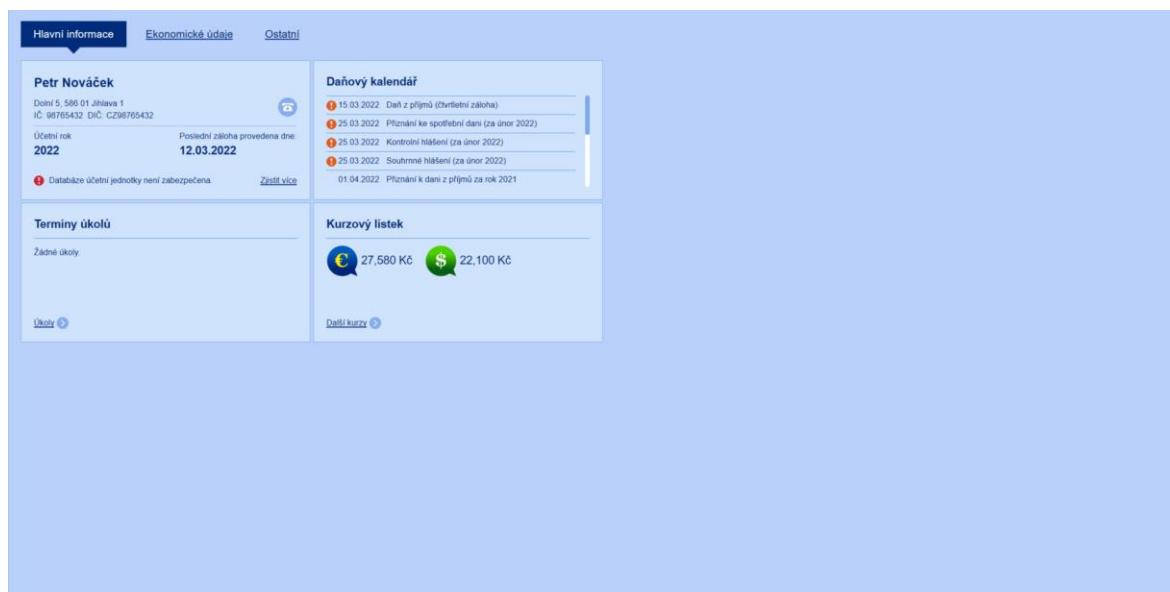 Hlavní informace
Ekonomické údaje
Ostatní
Petr Nováček
Dolní 5, 586 01 Jihlava 1
IČ: 98765432 DIČ: CZ98765432
Účetní rok
Poslední záloha provedena dne:
2022
12.03.2022
Databáze účetní jednotky není zabezpečena.
Zjistit více
Daňový kalendář
15.03.2022 Daň z příjmů (čtvrtletní záloha)
25.03.2022 Přiznání ke spotřební dani (za únor 2022)
25.03.2022 Kontrolní hlášení (za únor 2022)
25.03.2022 Souhrnné hlášení (za únor 2022)
01.04.2022 Přiznání k dani z příjmů za rok 2021
Termíny úkolů
Žádné úkoly.
Úkoly
Kurzový lístek
€ 27,580 Kč
$ 22,100 Kč
Další kurzy